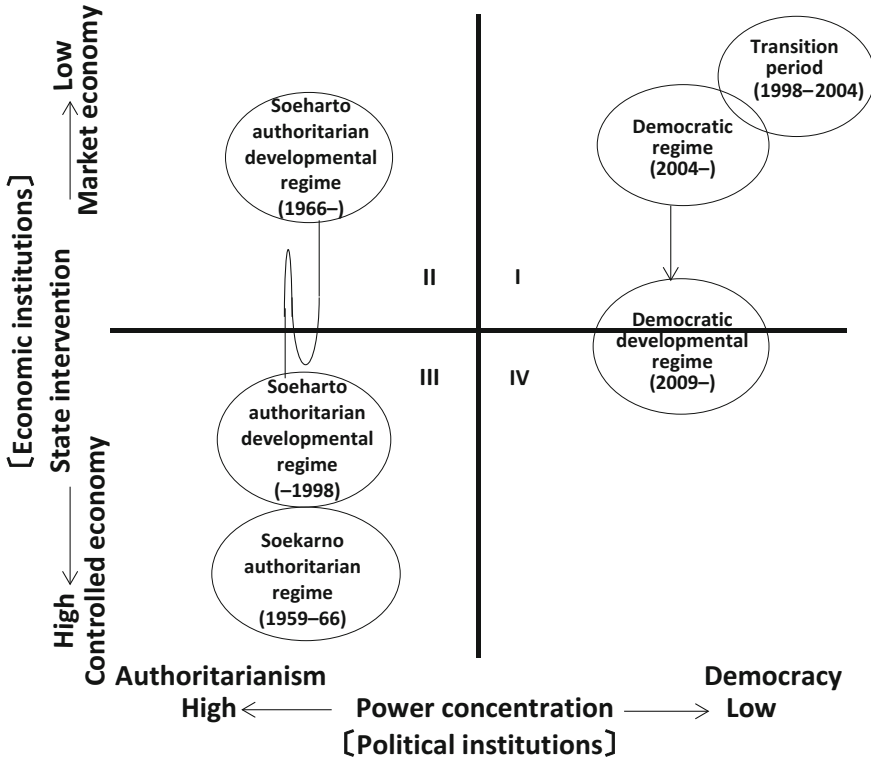 [Economic institutions]
State intervention
Low
Market economy
High
Controlled economy
Soeharto
authoritarian
developmental
regime
(1966–)
Transition
period
(1998–2004)
Democratic
regime
(2004–)
II
I
III
IV
Democratic
developmental
regime
(2009–)
Soeharto
authoritarian
developmental
regime
(–1998)
Soekarno
authoritarian
regime
(1959–66)
Authoritarianism
Democracy
High
Power concentration
Low
〔Political institutions〕